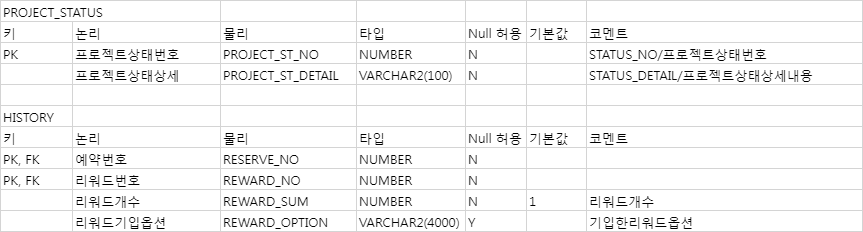 PROJECT_STATUS
키 논리 물리 타입 Null 허용 기본값 코멘트
PK 프로젝트상태번호 PROJECT_ST_NO NUMBER N STATUS_NO/프로젝트상태번호
프로젝트상태상세 PROJECT_ST_DETAIL VARCHAR2(100) N STATUS_DETAIL/프로젝트상태상세내용
HISTORY
키 논리 물리 타입 Null 허용 기본값 코멘트
PK, FK 예약번호 RESERVE_NO NUMBER N
PK, FK 리워드번호 REWARD_NO NUMBER N
리워드개수 REWARD_SUM NUMBER N 1 리워드개수
리워드기입옵션 REWARD_OPTION VARCHAR2(4000) Y 기입한리워드옵션